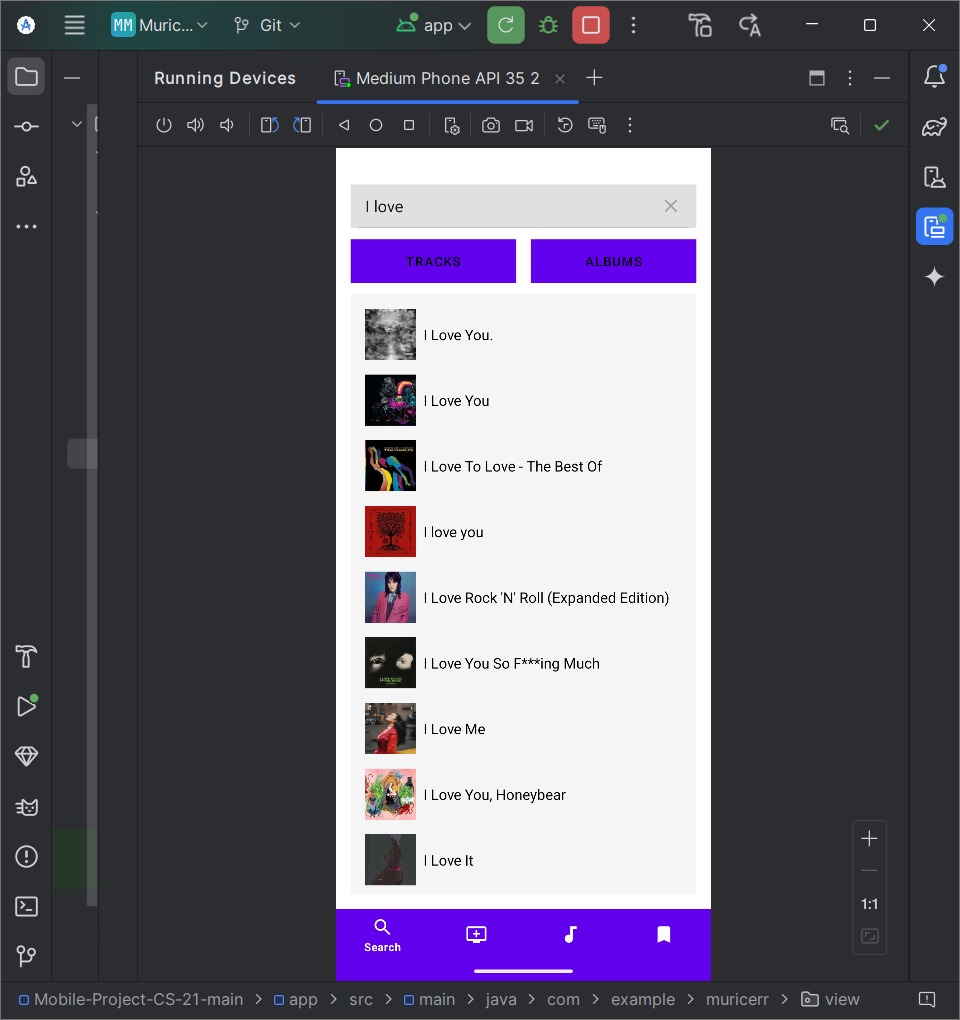 MM Muric... Git app
Running Devices Medium Phone API 35 2
I love
TRACKS ALBUMS
I Love You.
I Love You
I Love To Love - The Best Of
I love you
I Love Rock 'N' Roll (Expanded Edition)
I Love You So F***ing Much
I Love Me
I Love You, Honeybear
I Love It
1:1
Search
Mobile-Project-CS-21-main > app > src > main > java > com > example > muricerr > view